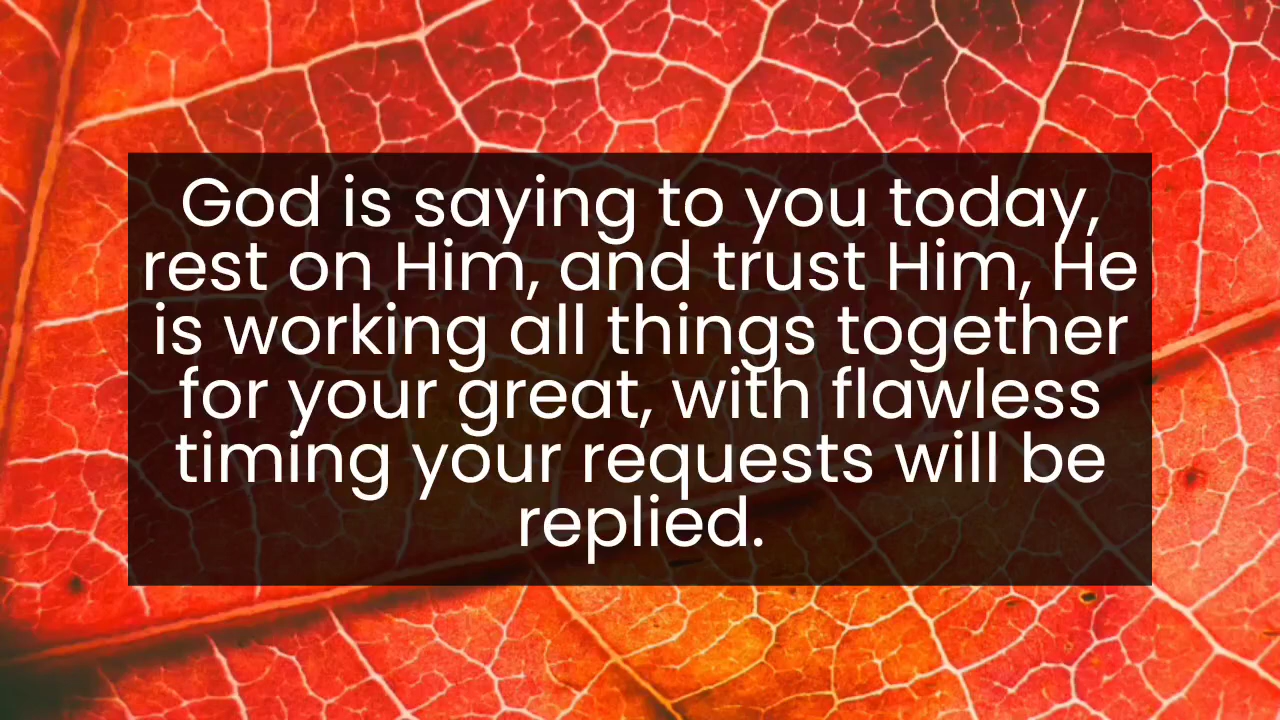 God is saying to you today,
rest on Him, and trust Him, He
is working all things together
for your great, with flawless
timing your requests will be
replied.